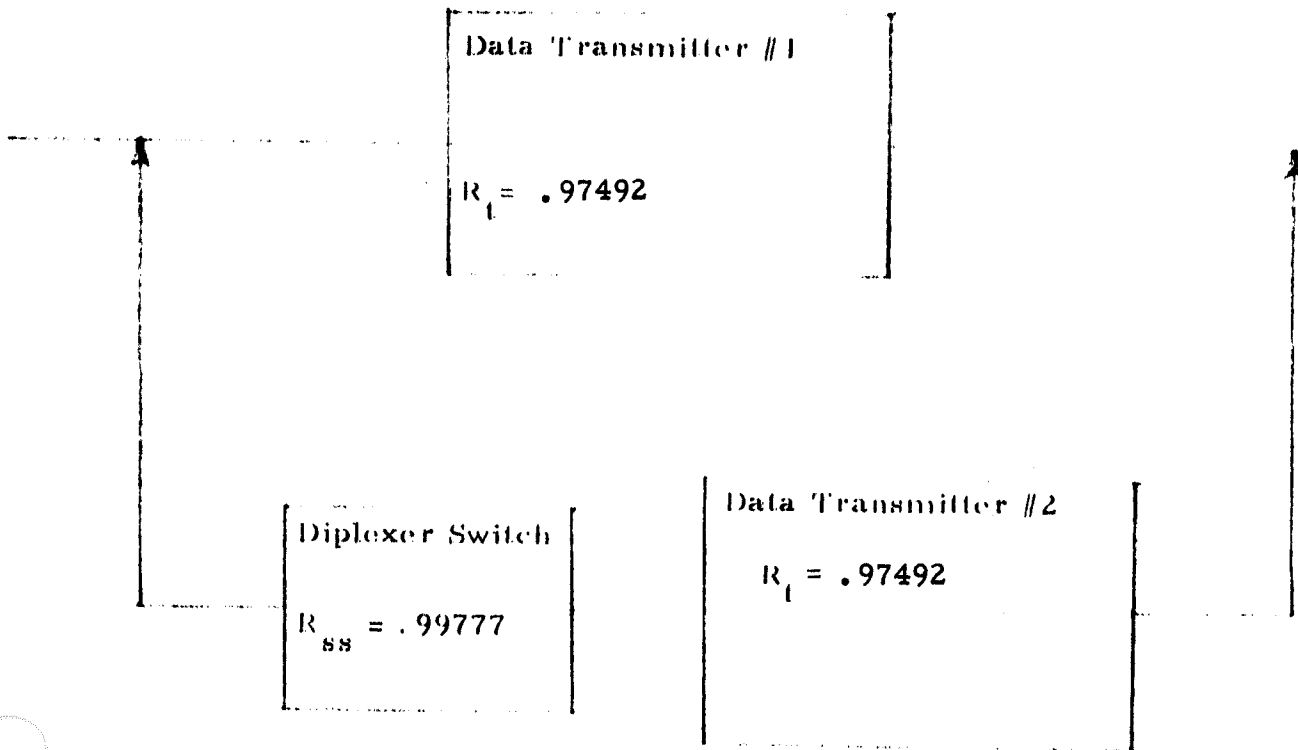 Data Transmitter #1
R_t = .97492
Diplexer Switch
R_ss = .99777
Data Transmitter #2
R_t = .97492